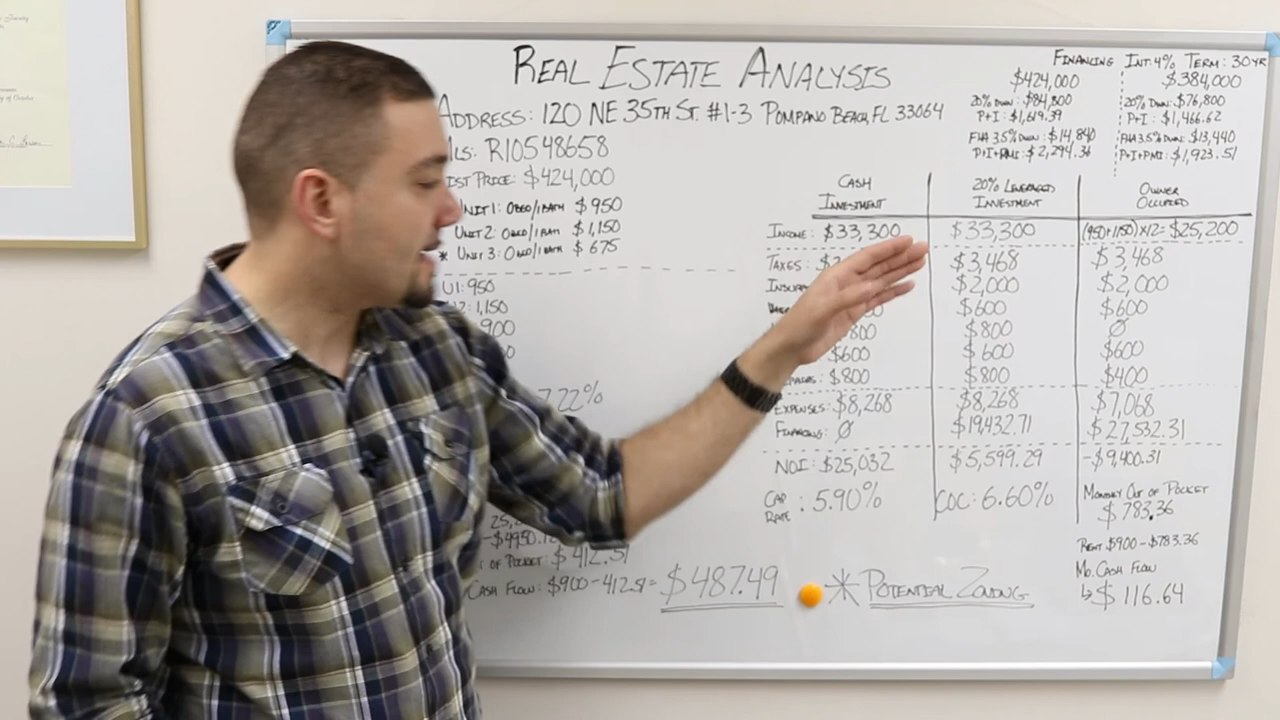 REAL ESTATE ANALYSIS
ADDRESS: 120 NE 35TH ST. #1-3 POMPANO BEACH, FL 33064
MLS: R10548658
LIST PRICE: $424,000
UNIT 1: 0BED/1BATH $950
UNIT 2: 0BED/1BATH $1,150
* UNIT 3: 0BED/1BATH $675
U1: 950
U2: 1,150
900
7.22%
-$4950.
OF POCKET: $412.51
CASH FLOW: $900-412.51= $487.49
* POTENTIAL ZONING
FINANCING INT: 4% TERM: 30YR
$424,000 $384,000
20% DOWN: $84,800 20% DOWN: $76,800
P+I: $1,619.39 P+I: $1,466.62
FHA 3.5% DOWN: $14,840 FHA 3.5% DOWN: $13,440
P+I+PMI: $2,294.36 P+I+PMI: $1,923.51
CASH INVESTMENT 20% LEVERAGED INVESTMENT OWNER OCCUPIED
INCOME: $33,300 $33,300 (950+1150)×12= $25,200
TAXES: $3,468 $3,468
$2,000 $2,000
$600 $600
800 $800 Ø
$600 $600 $600
$800 $800 $400
EXPENSES: $8,268 $8,268 $7,068
FINANCING: Ø $19,432.71 $27,532.31
NOI: $25,032 $5,599.29 -$9,400.31
CAP RATE: 5.90% COC: 6.60% MONTHLY OUT OF POCKET
$783.36
RENT $900-$783.36
MO. CASH FLOW
↳$116.64